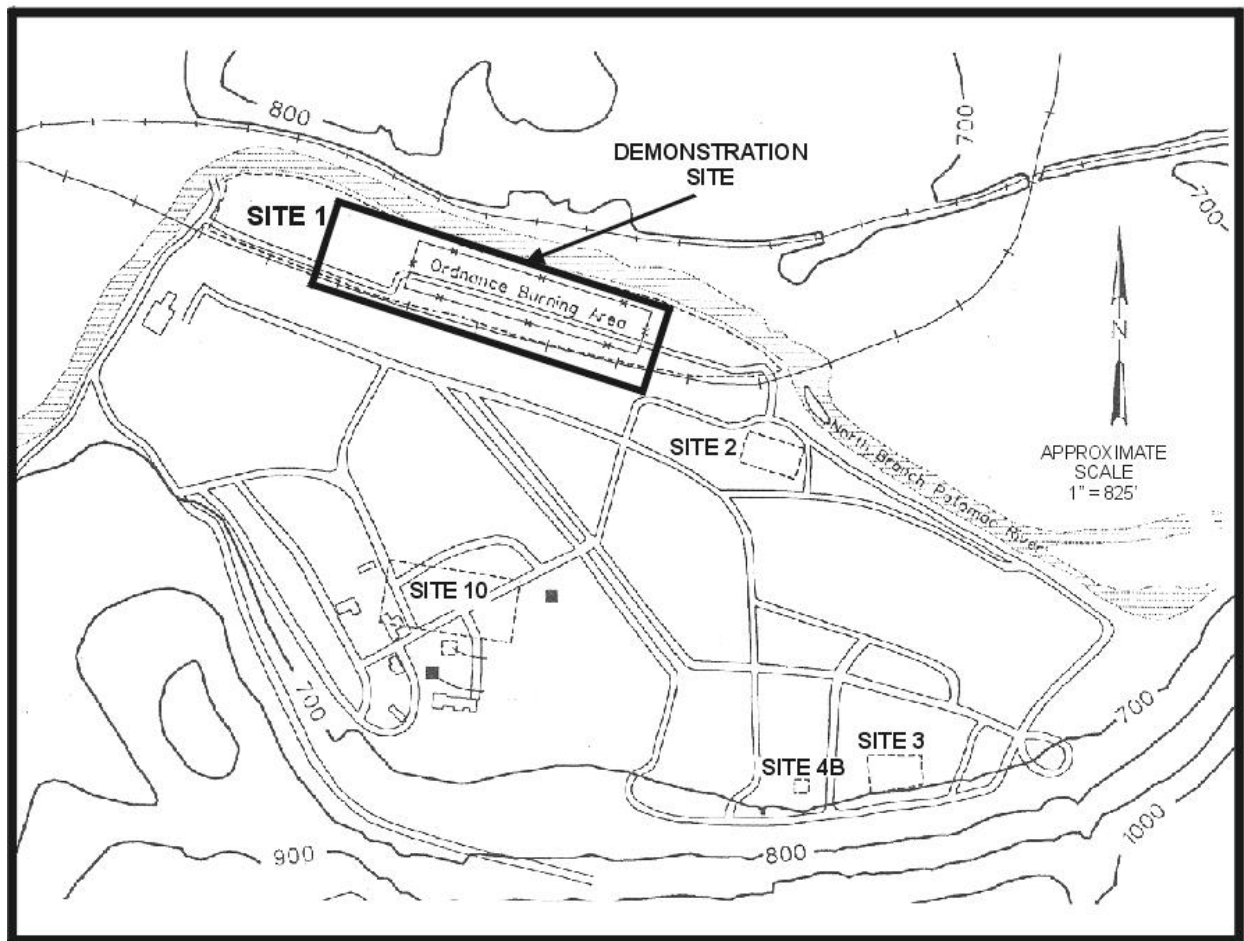 800
700
DEMONSTRATION
SITE
700
SITE 1
Ordnance Burning Area
N
SITE 2
North Branch Potomac River
APPROXIMATE
SCALE
1" = 825'
SITE 10
700
700
SITE 3
SITE 4B
900
800
1000